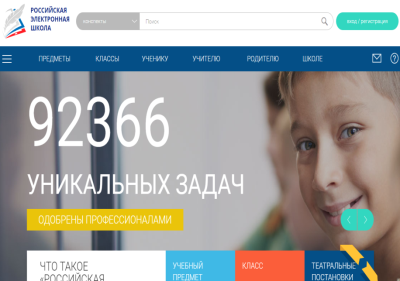 РОССИЙСКАЯ
ЭЛЕКТРОННАЯ
ШКОЛА
Поиск
вход / регистрация
ПРЕДМЕТЫ КЛАССЫ УЧЕНИКУ УЧИТЕЛЮ РОДИТЕЛЮ ШКОЛЕ
92366
УНИКАЛЬНЫХ ЗАДАЧ
ОДОБРЕНЫ ПРОФЕССИОНАЛАМИ
ЧТО ТАКОЕ
«РОССИЙСКАЯ
УЧЕБНЫЙ
ПРЕДМЕТ
КЛАСС
ТЕАТРАЛЬНЫЕ
ПОСТАНОВКИ